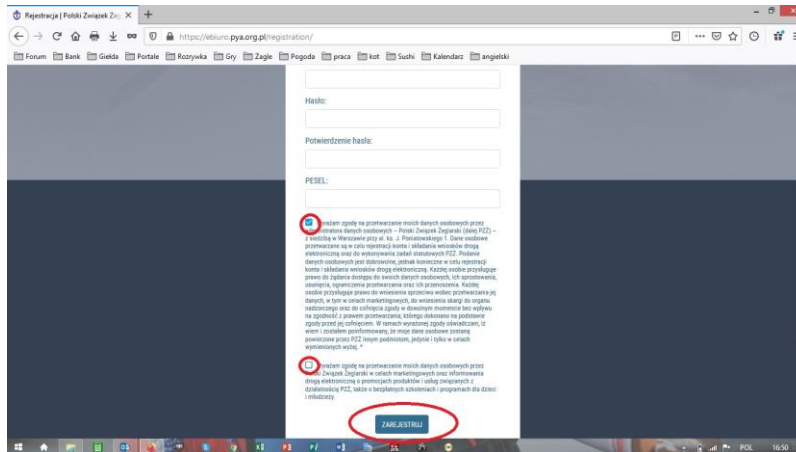 Rejestracja | Polski Związek Że
https://ebiuro.pya.org.pl/registration/
Forum Bank Giełda Portale Rozrywka Gry Żagle Pogoda praca kot Sushi Kalendarz angielski
Hasło:
Potwierdzenie hasła:
PESEL:
Wyrażam zgodę na przetwarzanie moich danych osobowych przez
administratora danych osobowych – Polski Związek Żeglarski (dalej PZŻ) –
z siedzibą w Warszawie przy al. ks. J. Poniatowskiego 1. Dane osobowe
przetwarzane są w celu rejestracji konta i składania wniosków drogą
elektroniczną oraz do wykonywania zadań statutowych PZŻ. Podanie
danych osobowych jest dobrowolne, jednak konieczne w celu rejestracji
konta i składania wniosków drogą elektroniczną. Każdej osobie przysługuje
prawo do żądania dostępu do swoich danych osobowych, ich sprostowania,
usunięcia, ograniczenia przetwarzania oraz ich przenoszenia. Każdej
osobie przysługuje prawo do wniesienia sprzeciwu wobec przetwarzania jej
danych, w tym w celach marketingowych, do wniesienia skargi do organu
nadzorczego oraz do cofnięcia zgody w dowolnym momencie bez wpływu
na zgodność z prawem przetwarzania, którego dokonano na podstawie
zgody przed jej cofnięciem. W ramach wyrażonej zgody oświadczam, iż
wiem i zostałem poinformowany, że moje dane osobowe zostaną
powierzone przez PZŻ innym podmiotom, jedynie i tylko w celach
wymienionych wyżej. *
Wyrażam zgodę na przetwarzanie moich danych osobowych przez
Polski Związek Żeglarski w celach marketingowych oraz informowania
drogą elektroniczną o promocjach produktów i usług związanych z
działalnością PZŻ, także o bezpłatnych szkoleniach i programach dla dzieci
i młodzieży.
ZAREJESTRUJ
POL 16:50